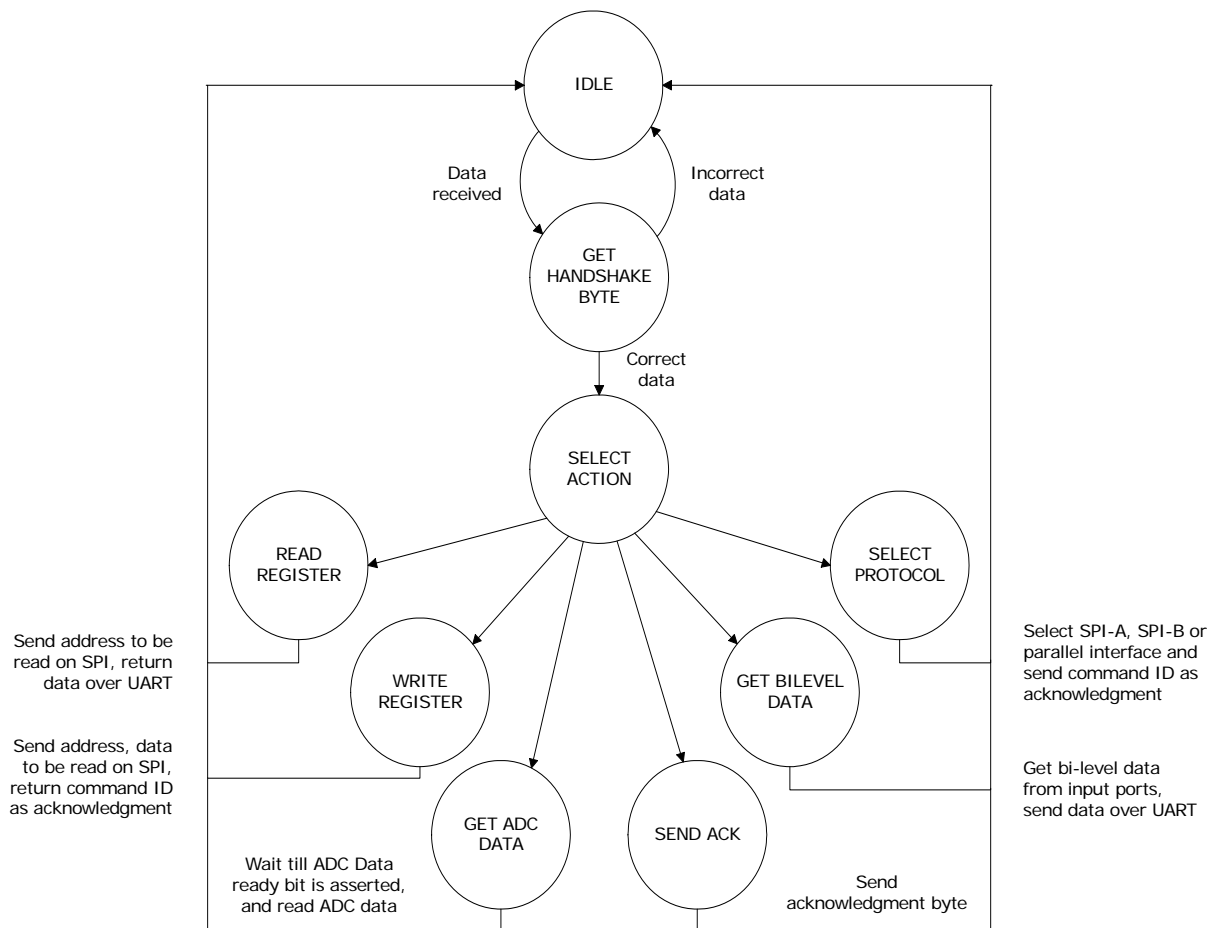 IDLE
Data
received
Incorrect
data
GET
HANDSHAKE
BYTE
Correct
data
SELECT
ACTION
READ
REGISTER
SELECT
PROTOCOL
Send address to be
read on SPI, return
data over UART
WRITE
REGISTER
GET BILEVEL
DATA
Select SPI-A, SPI-B or
parallel interface and
send command ID as
acknowledgment
Send address, data
to be read on SPI,
return command ID
as acknowledgment
Get bi-level data
from input ports,
send data over UART
GET ADC
DATA
SEND ACK
Wait till ADC Data
ready bit is asserted,
and read ADC data
Send
acknowledgment byte